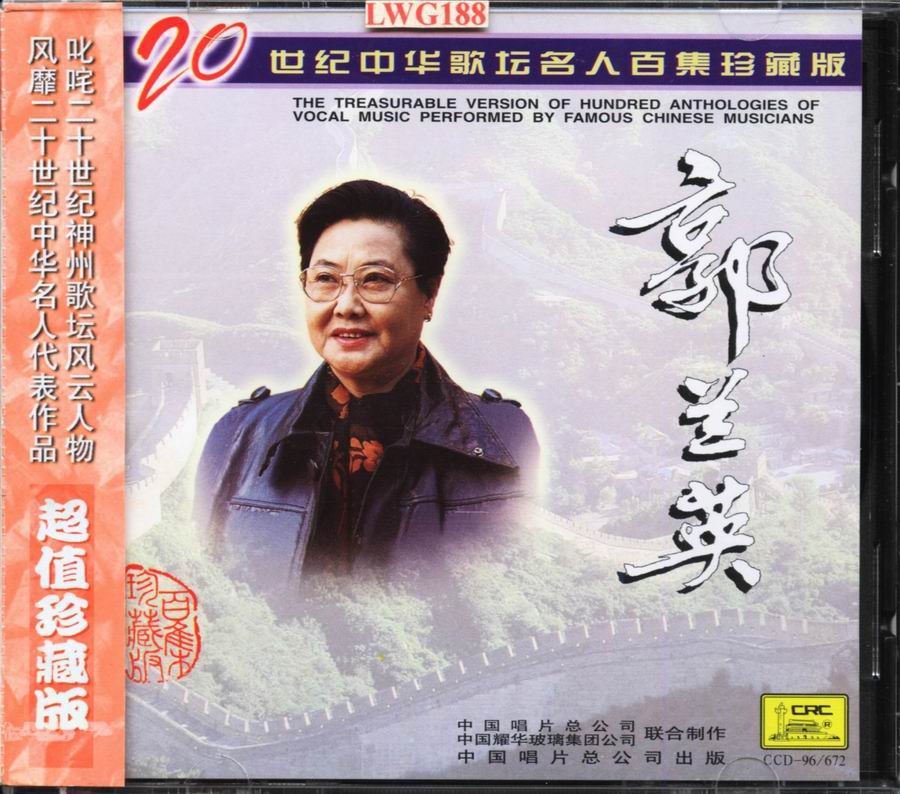 LWG188
20世纪中华歌坛名人百集珍藏版
THE TREASURABLE VERSION OF HUNDRED ANTHOLOGIES OF
VOCAL MUSIC PERFORMED BY FAMOUS CHINESE MUSICIANS
叱咤二十世纪神州歌坛风云人物
风靡二十世纪中华名人代表作品
超值珍藏版
郭兰英
百集
珍藏版
中国唱片总公司
中国耀华玻璃集团公司
联合制作
中国唱片总公司出版
CRC
®
CCD-96/672